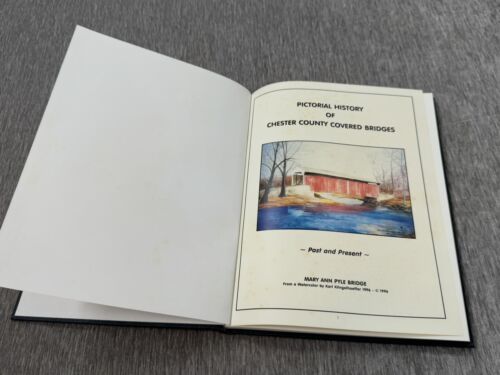 PICTORIAL HISTORY
OF
CHESTER COUNTY COVERED BRIDGES
~ Past and Present ~
MARY ANN PYLE BRIDGE
From a Watercolor by Karl Klingelhoeffer 1996 - © 1996